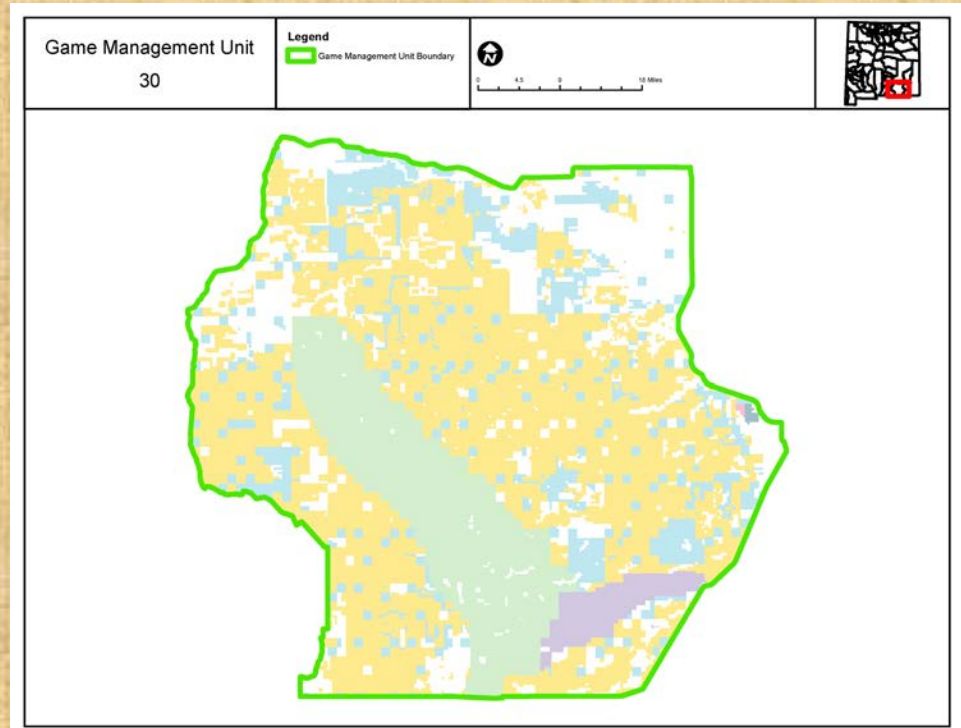 Game Management Unit
30
Legend
Game Management Unit Boundary
N
0 4.5 9 18 Miles